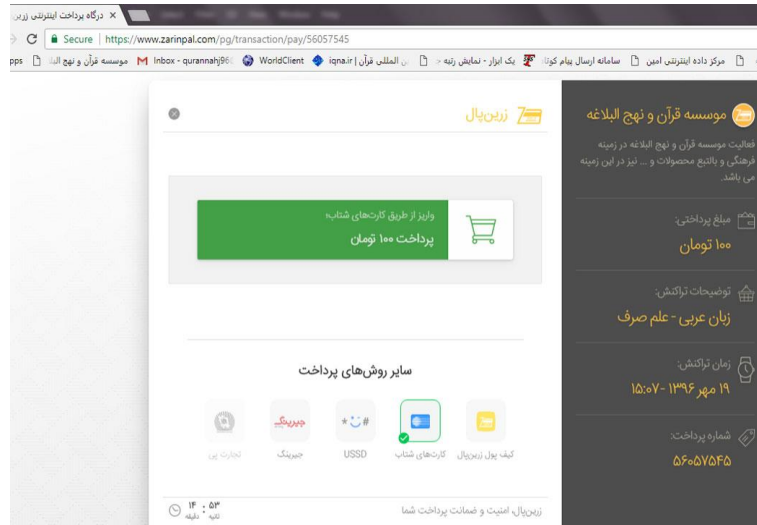 درگاه پرداخت اینترنتی زرین
Secure | https://www.zarinpal.com/pg/transaction/pay/56057545
مرکز داده اینترنتی امین
سامانه ارسال پیام کوتاه
یک ابزار - نمایش رتبه
ن المللی قرآن | iqna.ir
WorldClient
Inbox - qurannahj96
موسسه قرآن و نهج الب
pps
موسسه قرآن و نهج البلاغه
فعالیت موسسه قرآن و نهج البلاغه در زمینه
فرهنگی و بالتبع محصولات و ... نیز در این زمینه
می باشد.
مبلغ پرداختی:
۱۰۰ تومان
توضیحات تراکنش:
زبان عربی - علم صرف
زمان تراکنش:
۱۹ مهر ۱۳۹۶ - ۱۵:۰۷
شماره پرداخت:
۵۶۰۵۷۵۴۵
زرین‌پال
واریز از طریق کارت‌های شتاب:
پرداخت ۱۰۰ تومان
سایر روش‌های پرداخت
کیف پول زرین‌پال
کارت‌های شتاب
* #
USSD
جیرینگ
جیرینگ
تجارت پی
زرین‌پال، امنیت و ضمانت پرداخت شما
۱۴ : ۵۳
دقیقه ثانیه